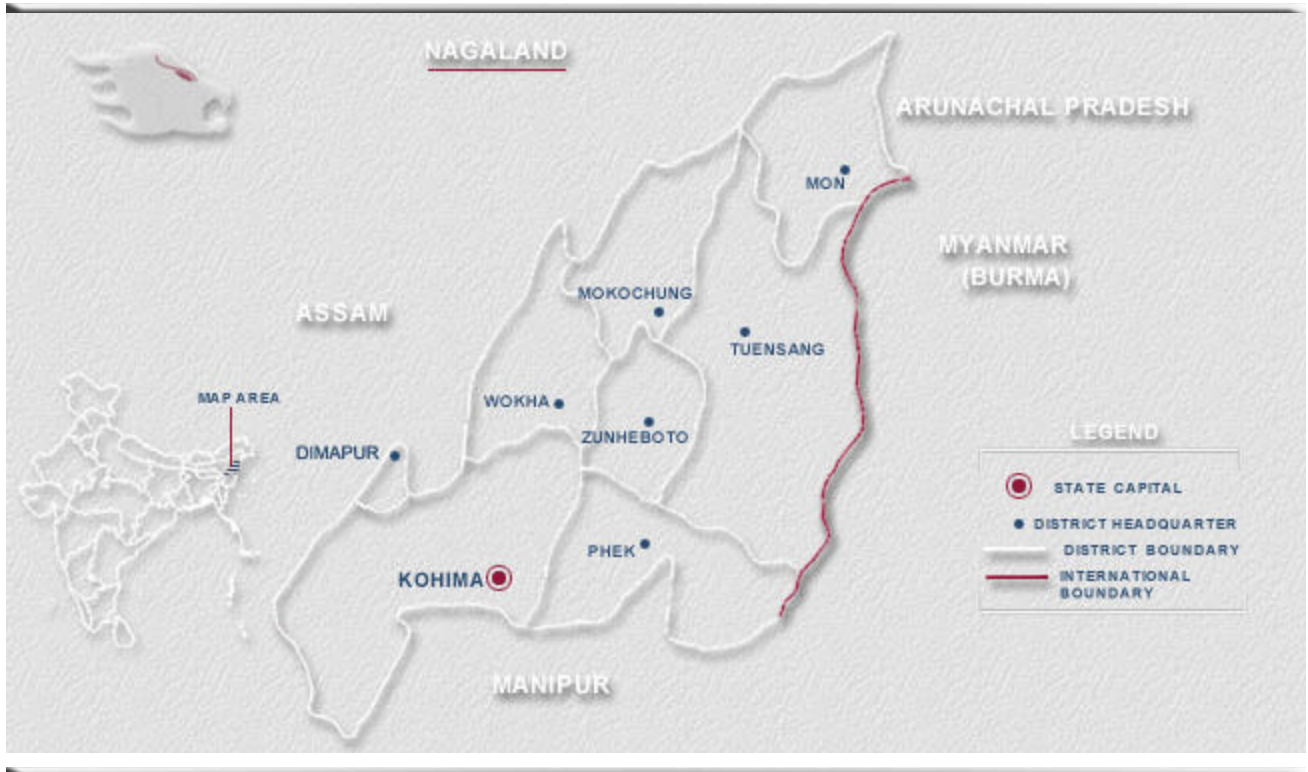 NAGALAND
ARUNACHAL PRADESH
MON
MYANMAR
(BURMA)
MOKOCHUNG
ASSAM
TUENSANG
MAP AREA
WOKHA
ZUNHEBOTO
DIMAPUR
LEGEND
STATE CAPITAL
DISTRICT HEADQUARTER
DISTRICT BOUNDARY
INTERNATIONAL
BOUNDARY
PHEK
KOHIMA
MANIPUR